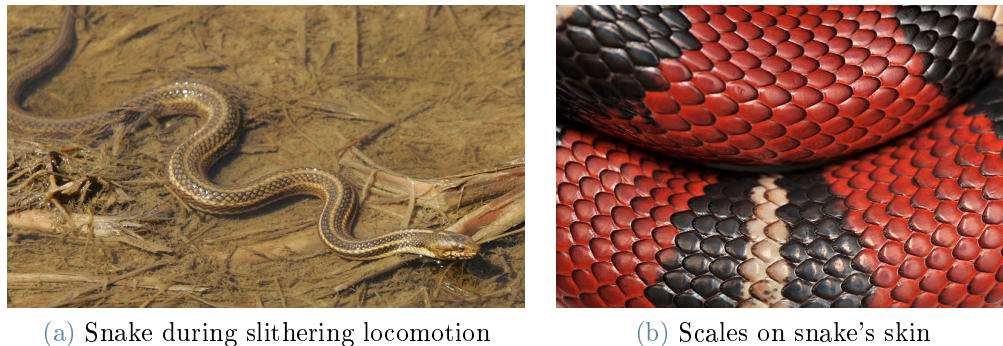 (a) Snake during slithering locomotion
(b) Scales on snake's skin